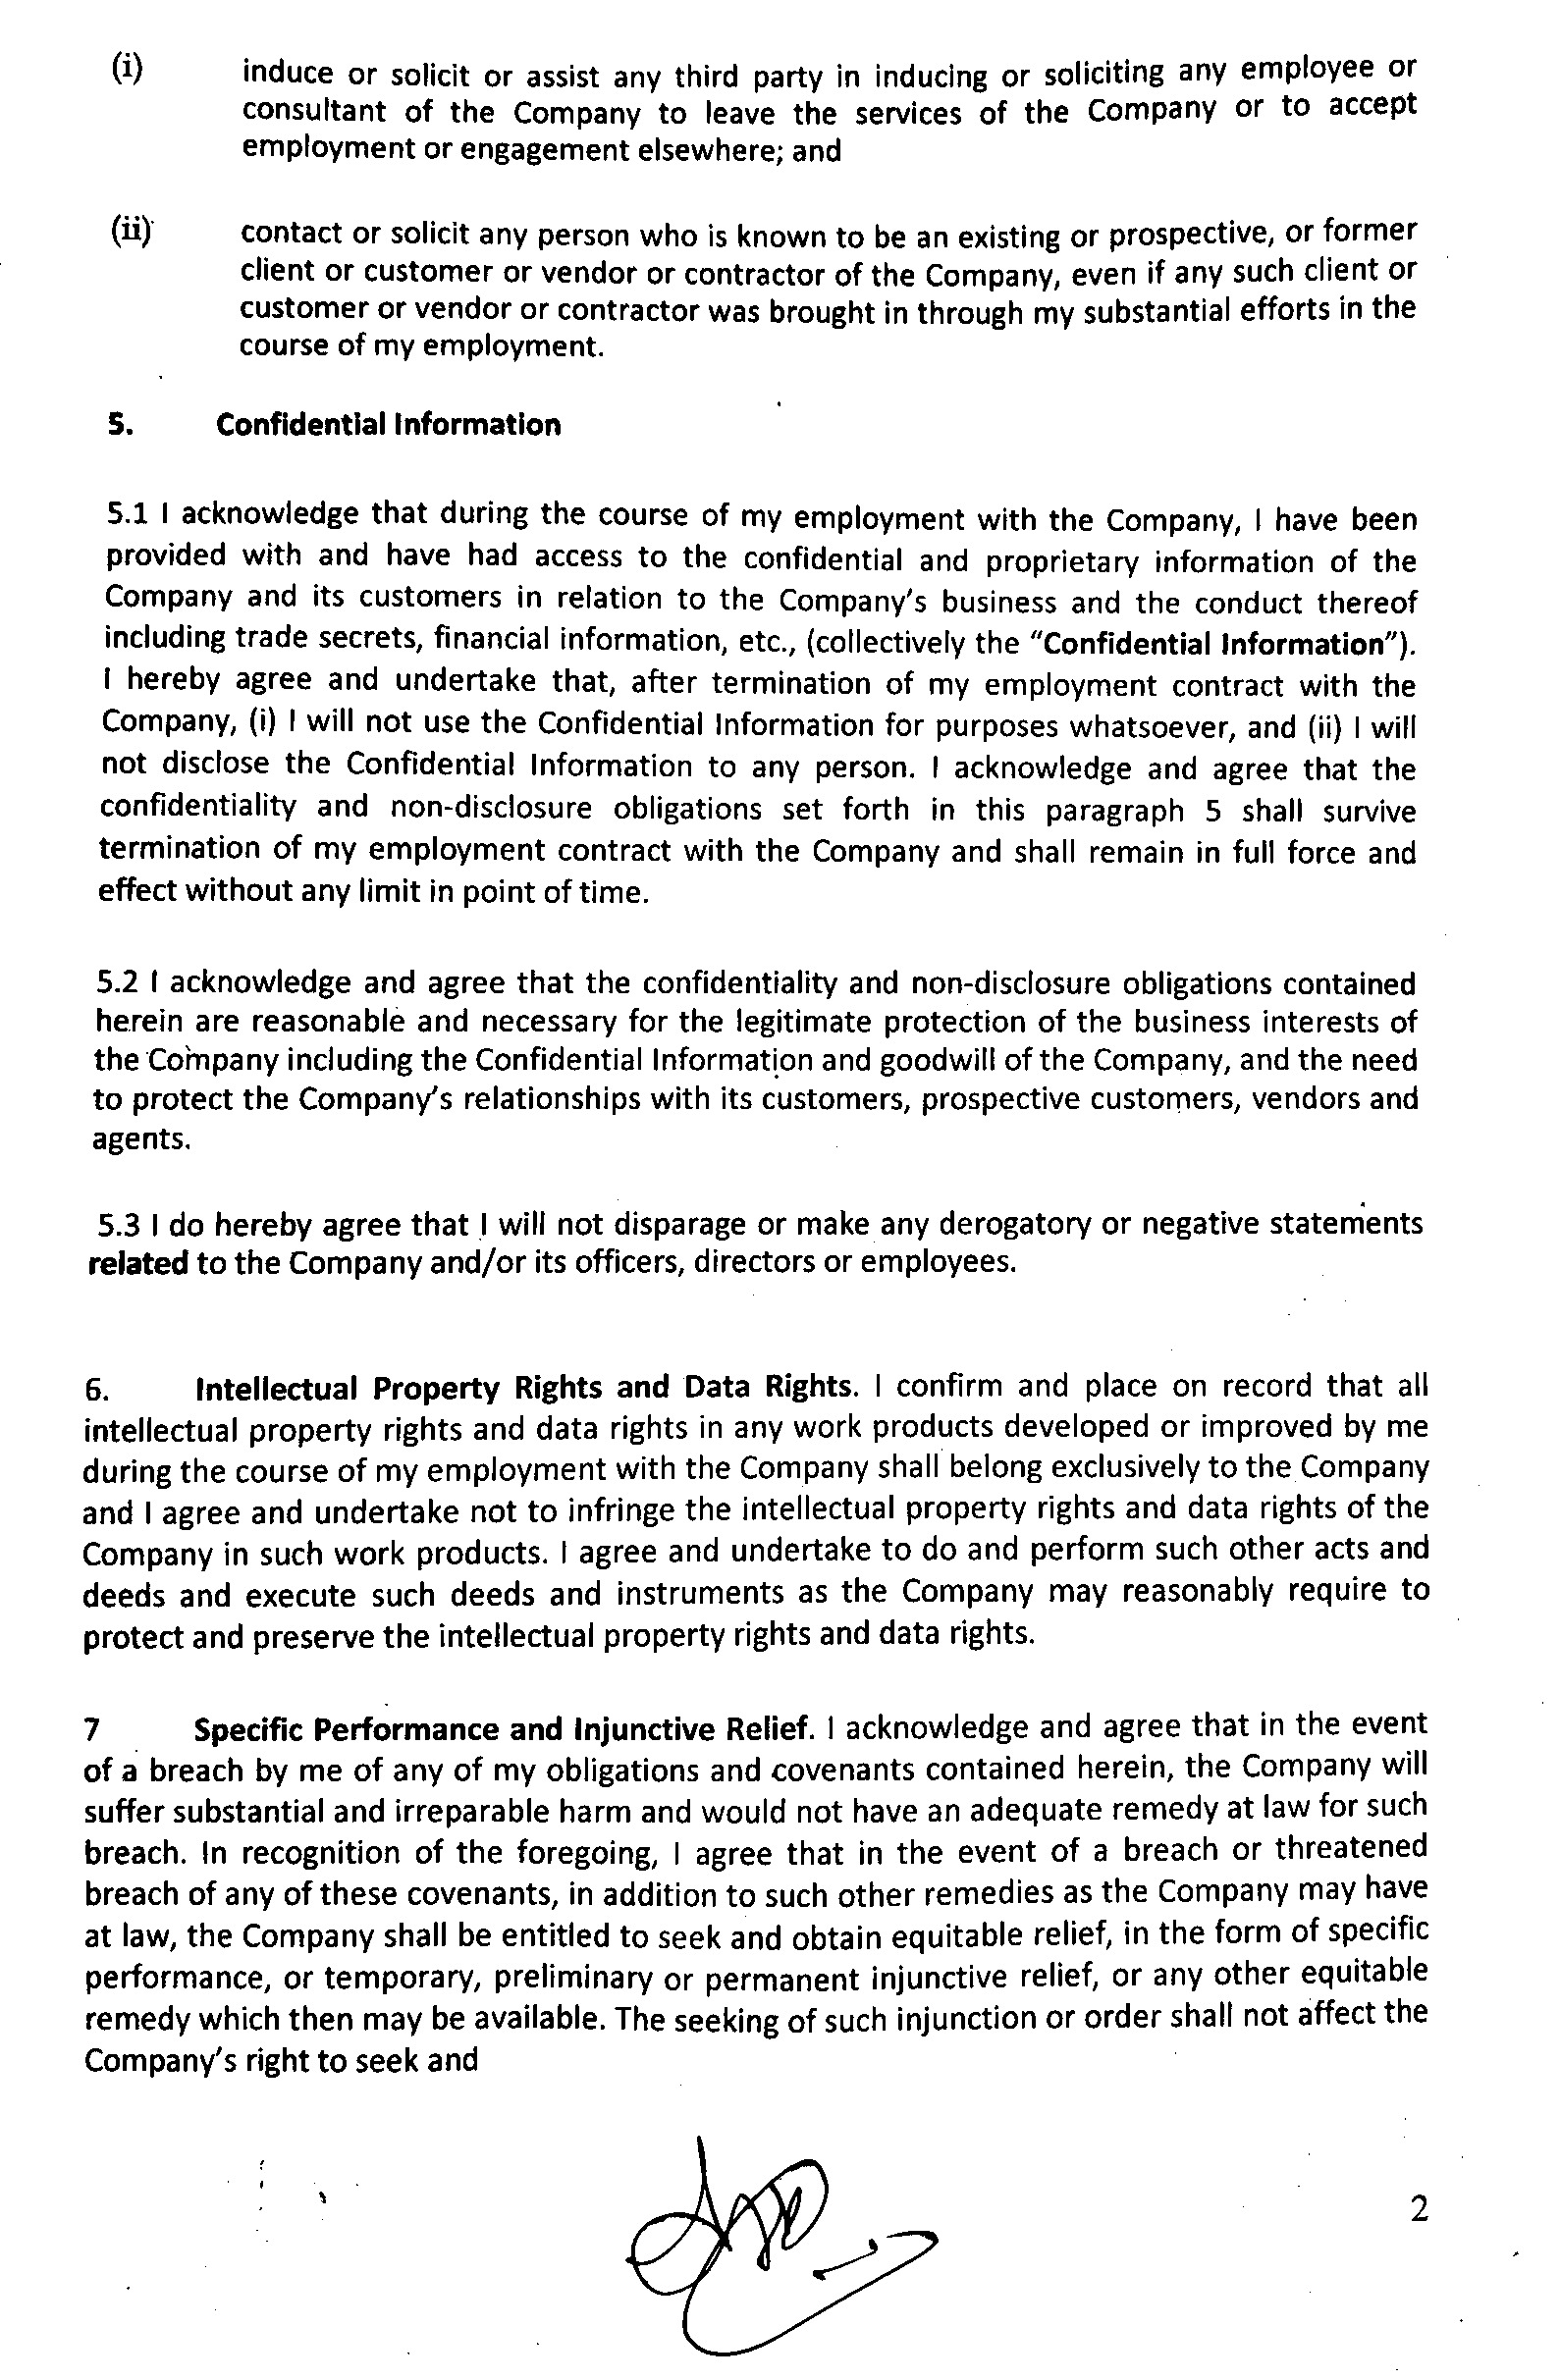 (i) induce or solicit or assist any third party in inducing or soliciting any employee or
consultant of the Company to leave the services of the Company or to accept
employment or engagement elsewhere; and
(ii) contact or solicit any person who is known to be an existing or prospective, or former
client or customer or vendor or contractor of the Company, even if any such client or
customer or vendor or contractor was brought in through my substantial efforts in the
course of my employment.
5. Confidential Information
5.1 I acknowledge that during the course of my employment with the Company, I have been
provided with and have had access to the confidential and proprietary information of the
Company and its customers in relation to the Company's business and the conduct thereof
including trade secrets, financial information, etc., (collectively the "Confidential Information").
I hereby agree and undertake that, after termination of my employment contract with the
Company, (i) I will not use the Confidential Information for purposes whatsoever, and (ii) I will
not disclose the Confidential Information to any person. I acknowledge and agree that the
confidentiality and non-disclosure obligations set forth in this paragraph 5 shall survive
termination of my employment contract with the Company and shall remain in full force and
effect without any limit in point of time.
5.2 I acknowledge and agree that the confidentiality and non-disclosure obligations contained
herein are reasonable and necessary for the legitimate protection of the business interests of
the Company including the Confidential Information and goodwill of the Company, and the need
to protect the Company's relationships with its customers, prospective customers, vendors and
agents.
5.3 I do hereby agree that I will not disparage or make any derogatory or negative statements
related to the Company and/or its officers, directors or employees.
6. Intellectual Property Rights and Data Rights. I confirm and place on record that all
intellectual property rights and data rights in any work products developed or improved by me
during the course of my employment with the Company shall belong exclusively to the Company
and I agree and undertake not to infringe the intellectual property rights and data rights of the
Company in such work products. I agree and undertake to do and perform such other acts and
deeds and execute such deeds and instruments as the Company may reasonably require to
protect and preserve the intellectual property rights and data rights.
7 Specific Performance and Injunctive Relief. I acknowledge and agree that in the event
of a breach by me of any of my obligations and covenants contained herein, the Company will
suffer substantial and irreparable harm and would not have an adequate remedy at law for such
breach. In recognition of the foregoing, I agree that in the event of a breach or threatened
breach of any of these covenants, in addition to such other remedies as the Company may have
at law, the Company shall be entitled to seek and obtain equitable relief, in the form of specific
performance, or temporary, preliminary or permanent injunctive relief, or any other equitable
remedy which then may be available. The seeking of such injunction or order shall not affect the
Company's right to seek and
2